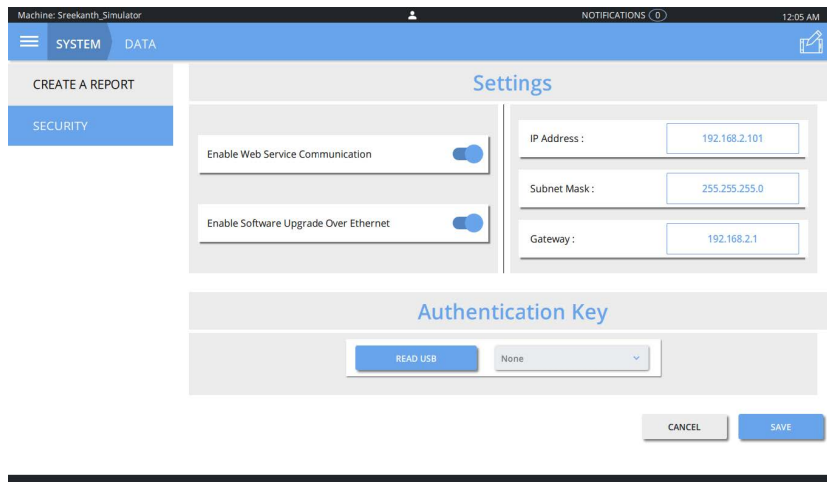 Machine: Sreekanth_Simulator NOTIFICATIONS 0 12:05 AM
SYSTEM DATA
CREATE A REPORT
SECURITY
Settings
Enable Web Service Communication
Enable Software Upgrade Over Ethernet
IP Address : 192.168.2.101
Subnet Mask : 255.255.255.0
Gateway : 192.168.2.1
Authentication Key
READ USB None
CANCEL SAVE